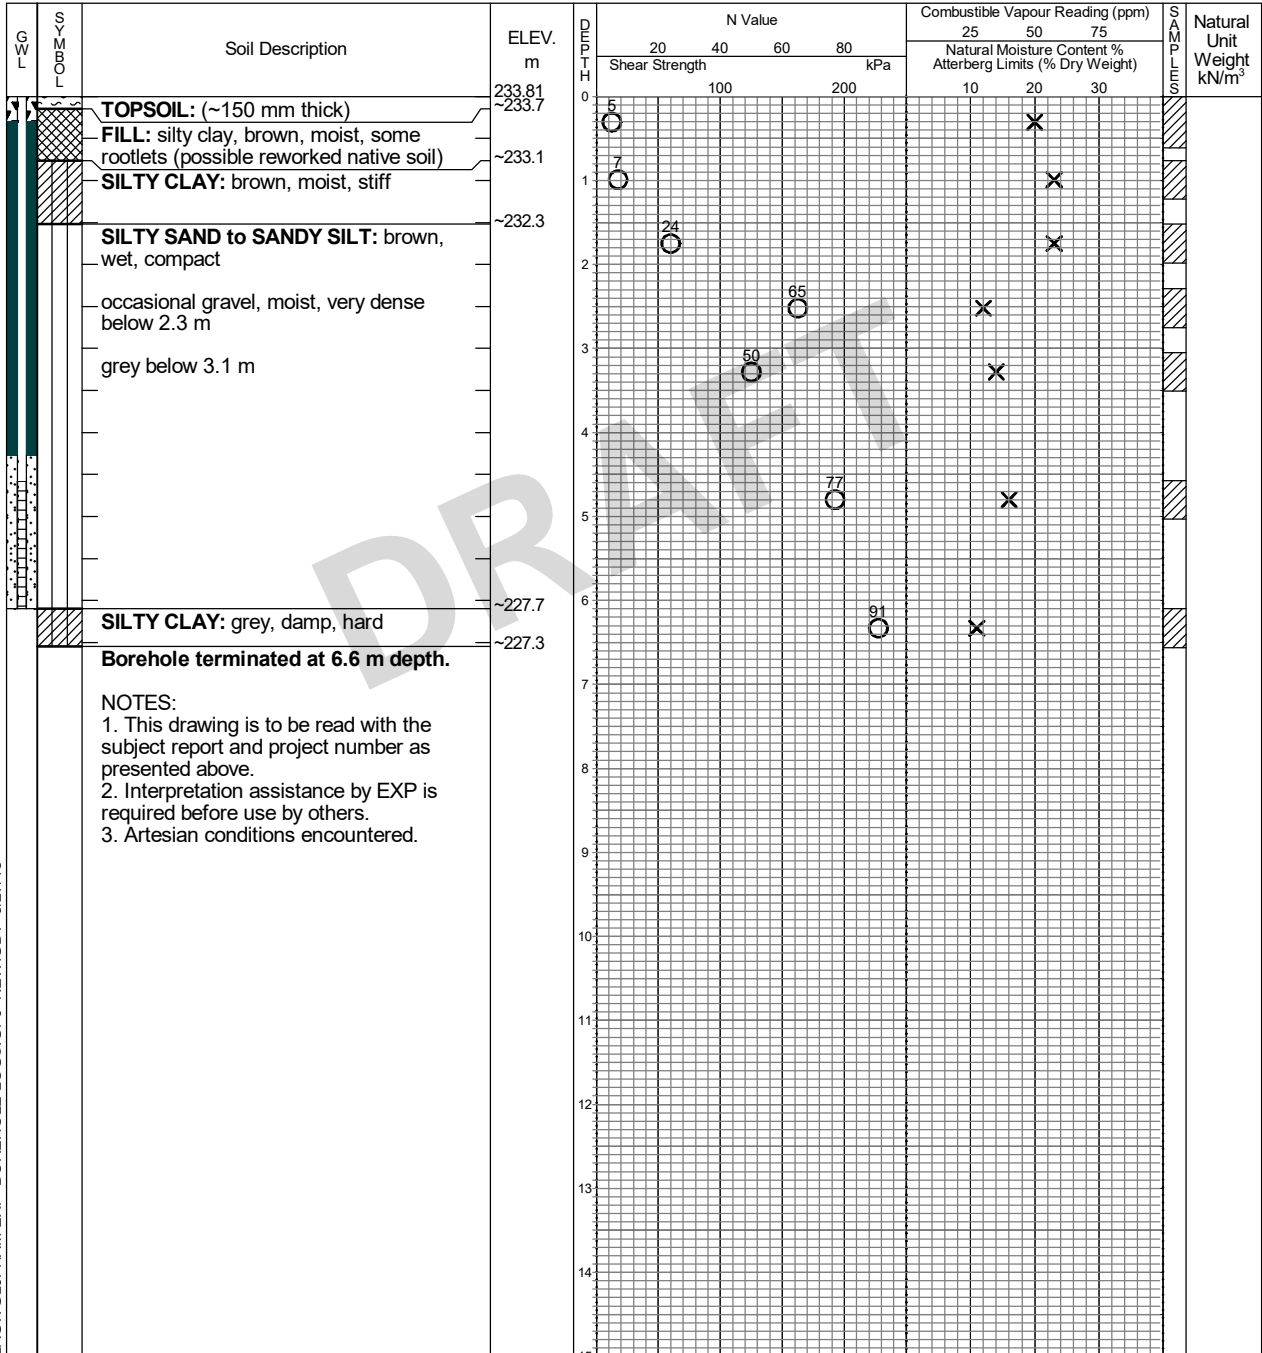 GWL
SYMBOL
Soil Description
ELEV.
m
233.81
DEPTH
N Value
20 40 60 80
Shear Strength kPa
100 200
Combustible Vapour Reading (ppm)
25 50 75
Natural Moisture Content %
Atterberg Limits (% Dry Weight)
10 20 30
SAMPLES
Natural
Unit
Weight
kN/m³
TOPSOIL: (~150 mm thick)
~233.7
FILL: silty clay, brown, moist, some
rootlets (possible reworked native soil)
~233.1
SILTY CLAY: brown, moist, stiff
~232.3
SILTY SAND to SANDY SILT: brown,
wet, compact
occasional gravel, moist, very dense
below 2.3 m
grey below 3.1 m
~227.7
SILTY CLAY: grey, damp, hard
~227.3
Borehole terminated at 6.6 m depth.
NOTES:
1. This drawing is to be read with the
subject report and project number as
presented above.
2. Interpretation assistance by EXP is
required before use by others.
3. Artesian conditions encountered.
0
1
2
3
4
5
6
7
8
9
10
11
12
13
14
5
7
24
65
50
77
91
DRAFT